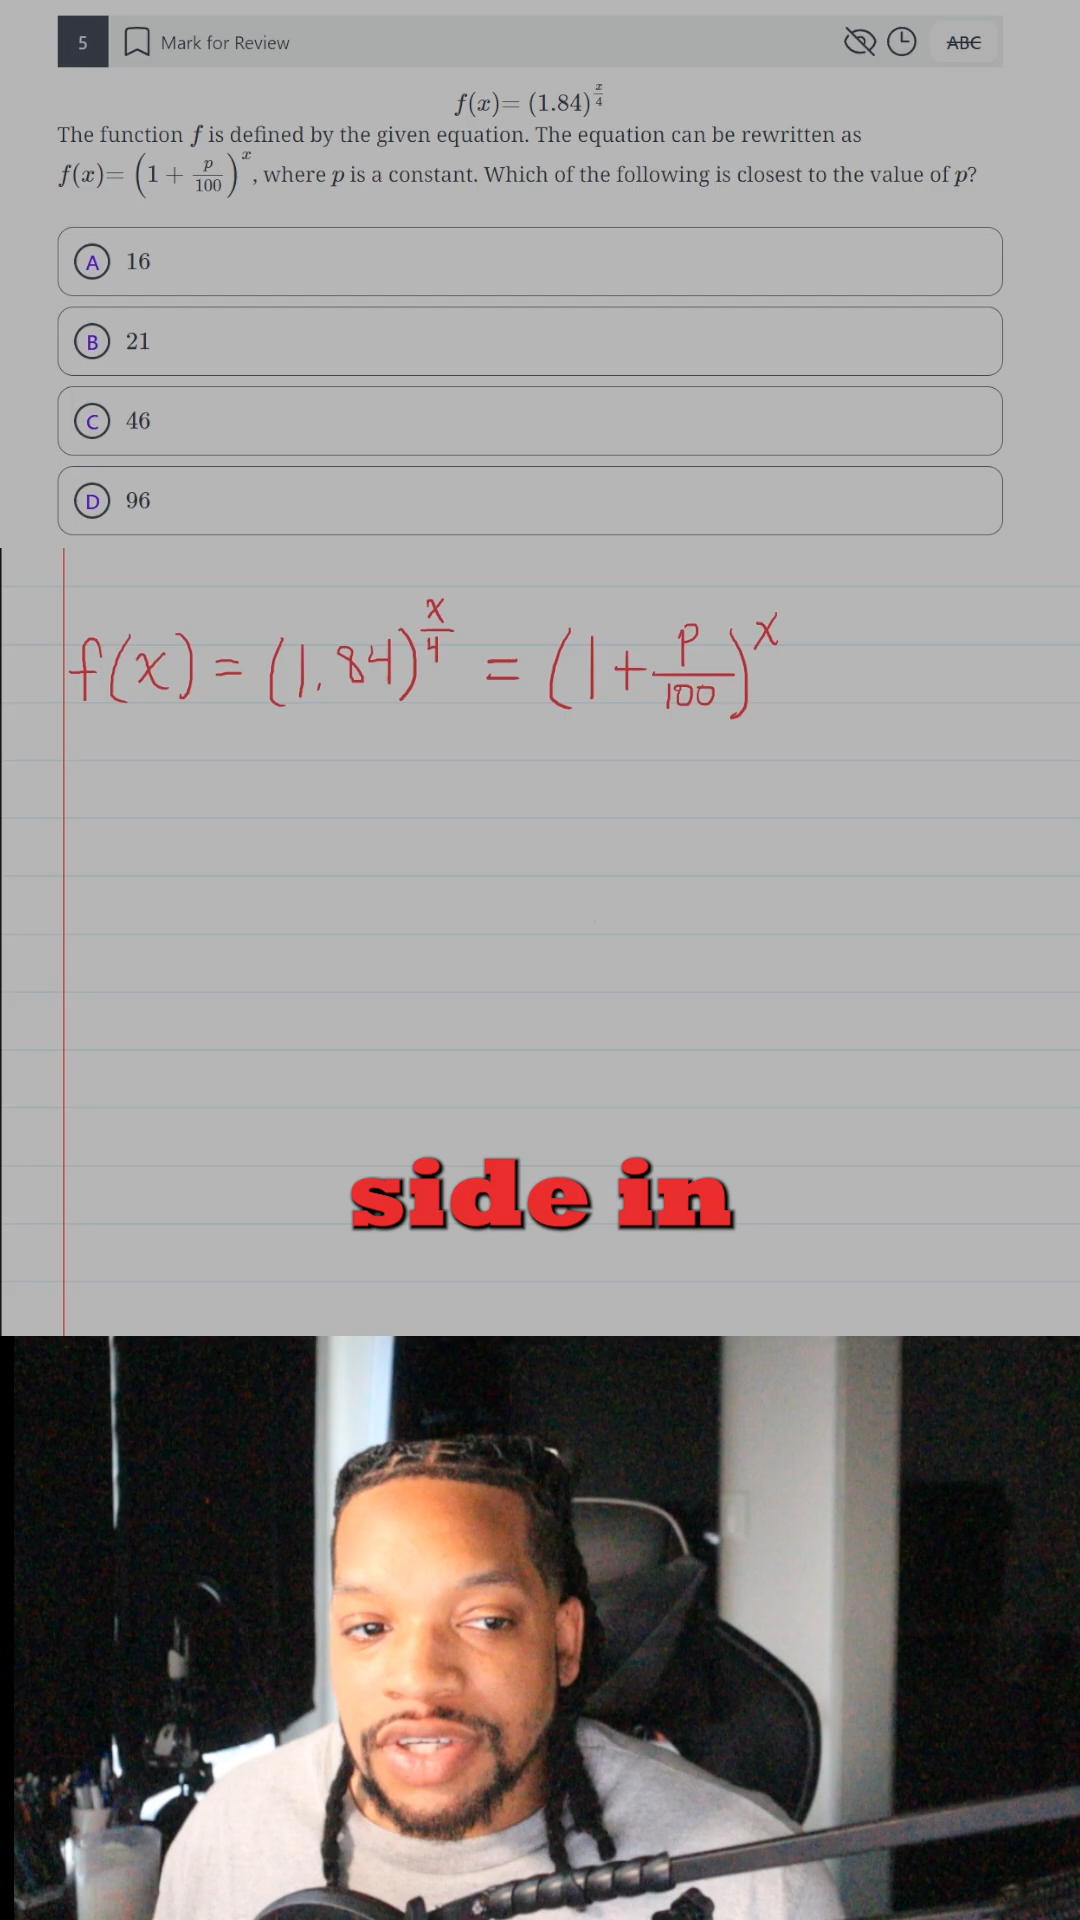 5 Mark for Review ABC
f(x)= (1.84)^{x/4}
The function f is defined by the given equation. The equation can be rewritten as
f(x)= (1 + p/100)^x, where p is a constant. Which of the following is closest to the value of p?
A 16
B 21
C 46
D 96
f(x) = (1.84)^{x/4} = (1 + p/100)^x
side in